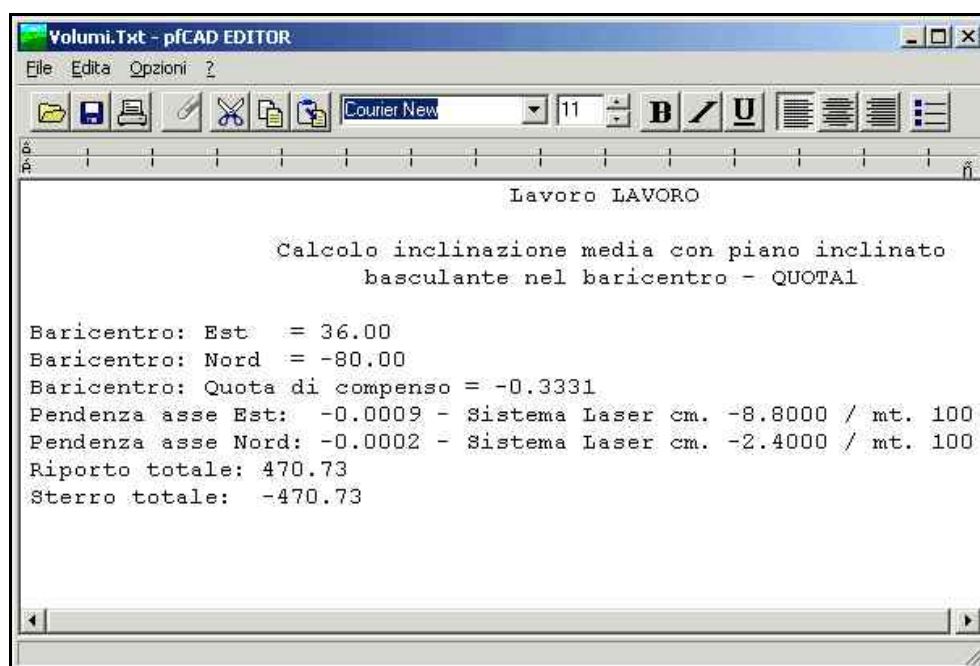 Volumi.Txt - pfCAD EDITOR
File Edita Opzioni ?
Courier New 11 B I U
Lavoro LAVORO
Calcolo inclinazione media con piano inclinato
basculante nel baricentro - QUOTA1
Baricentro: Est = 36.00
Baricentro: Nord = -80.00
Baricentro: Quota di compenso = -0.3331
Pendenza asse Est: -0.0009 - Sistema Laser cm. -8.8000 / mt. 100
Pendenza asse Nord: -0.0002 - Sistema Laser cm. -2.4000 / mt. 100
Riporto totale: 470.73
Sterro totale: -470.73